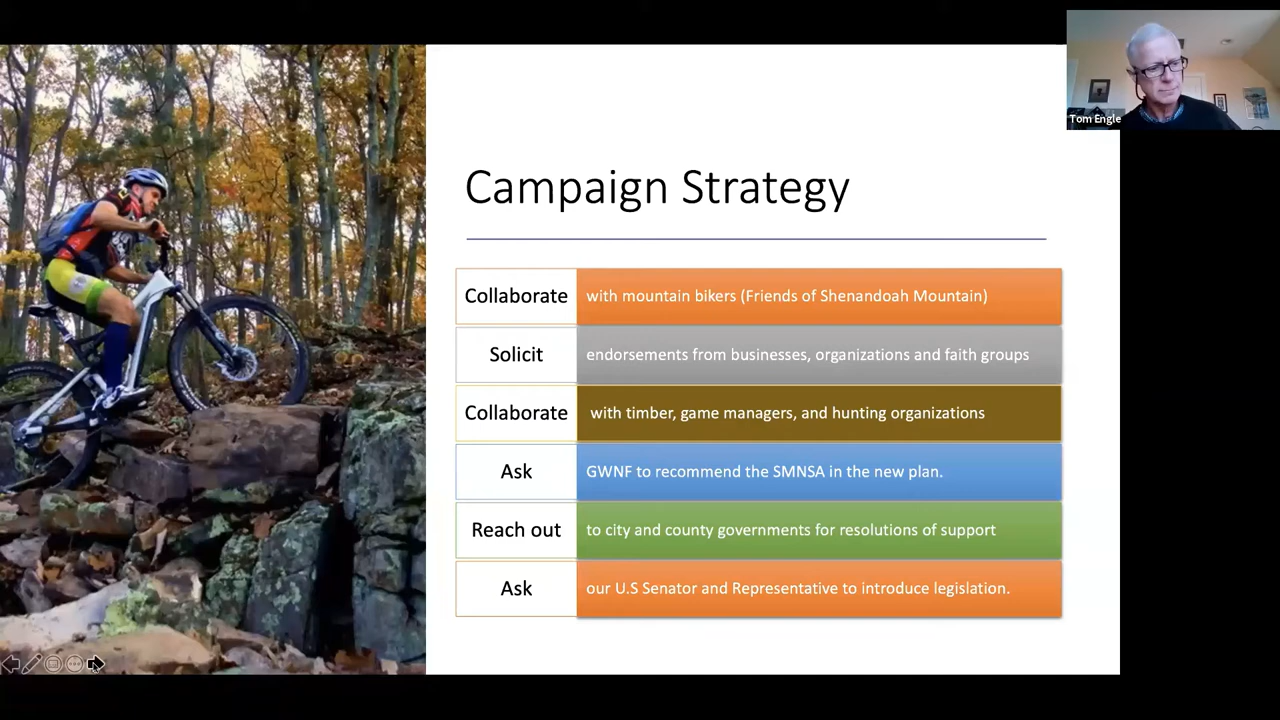 Tom Engle
Campaign Strategy
Collaborate with mountain bikers (Friends of Shenandoah Mountain)
Solicit endorsements from businesses, organizations and faith groups
Collaborate with timber, game managers, and hunting organizations
Ask GWNF to recommend the SMNSA in the new plan.
Reach out to city and county governments for resolutions of support
Ask our U.S Senator and Representative to introduce legislation.